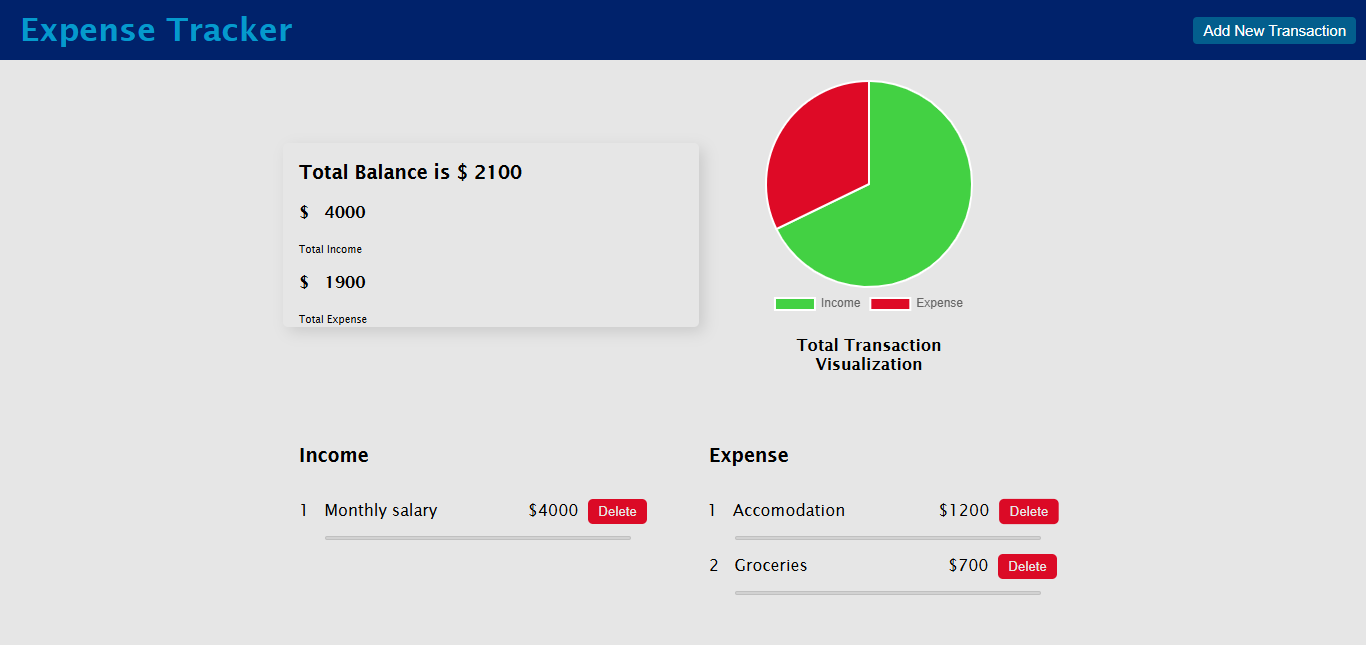 Expense Tracker
Add New Transaction
Total Balance is $ 2100
$ 4000
Total Income
$ 1900
Total Expense
Income Expense
Total Transaction
Visualization
Income
1 Monthly salary $4000 Delete
Expense
1 Accomodation $1200 Delete
2 Groceries $700 Delete